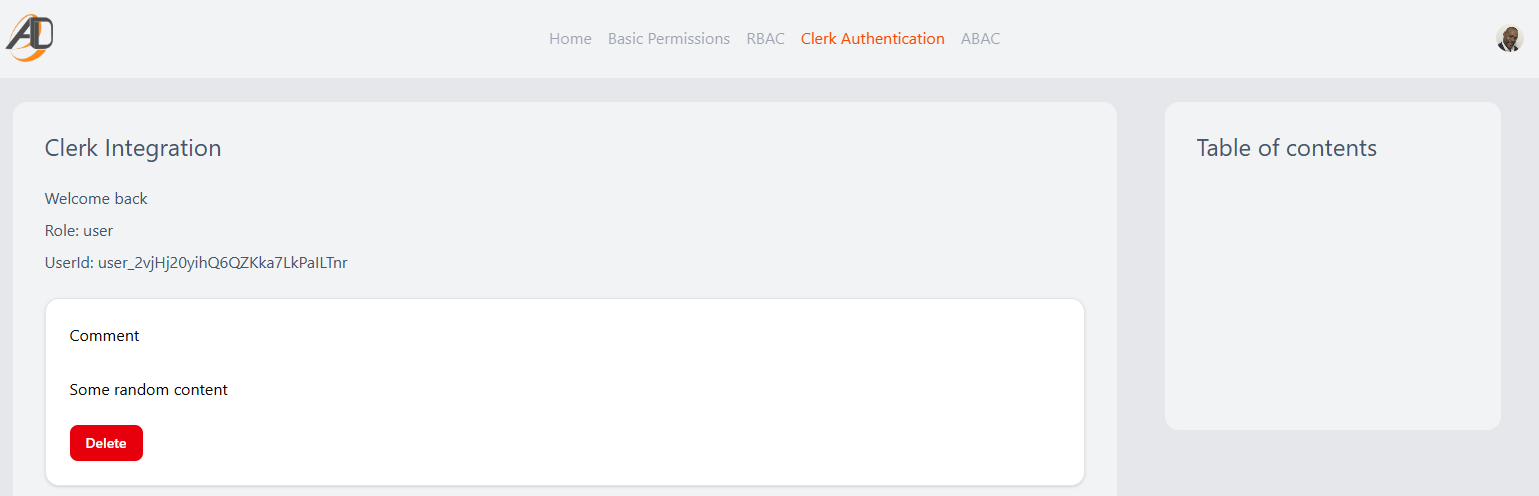 AD
Home Basic Permissions RBAC Clerk Authentication ABAC
Clerk Integration
Table of contents
Welcome back
Role: user
UserId: user_2vjHj20yihQ6QZKka7LkPaILTnr
Comment
Some random content
Delete